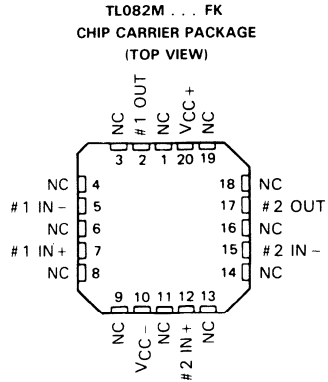 TL082M . . . FK
CHIP CARRIER PACKAGE
(TOP VIEW)
NC
#1 OUT
NC
VCC+
NC
3 2 1 20 19
NC 4
#1 IN- 5
NC 6
#1 IN+ 7
NC 8
18 NC
17 #2 OUT
16 NC
15 #2 IN-
14 NC
9 10 11 12 13
NC
VCC-
NC
#2 IN+
NC